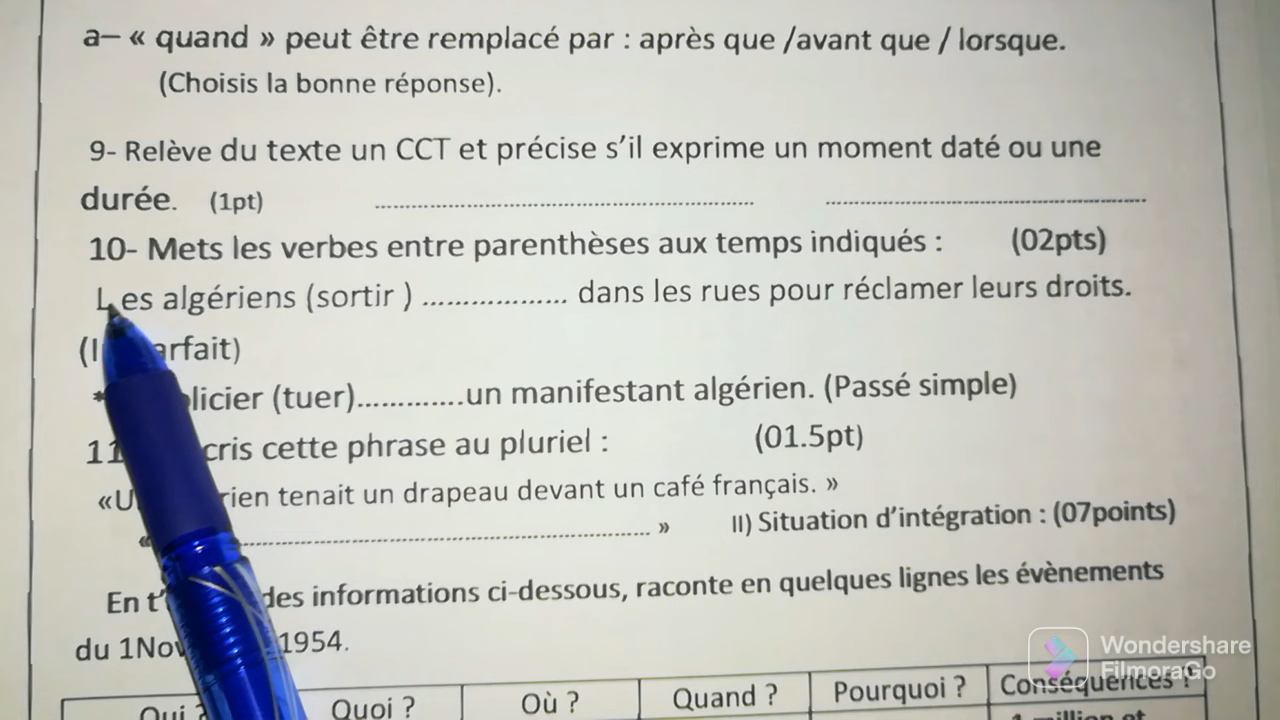 a– « quand » peut être remplacé par : après que /avant que / lorsque.
(Choisis la bonne réponse).
9- Relève du texte un CCT et précise s'il exprime un moment daté ou une
durée. (1pt) .................................................... ............................................
10- Mets les verbes entre parenthèses aux temps indiqués : (02pts)
Les algériens (sortir ) .................. dans les rues pour réclamer leurs droits.
arfait)
licier (tuer).............un manifestant algérien. (Passé simple)
11 cris cette phrase au pluriel : (01.5pt)
«U rien tenait un drapeau devant un café français. »
« .................................................... » II) Situation d'intégration : (07points)
En t' des informations ci-dessous, raconte en quelques lignes les évènements
du 1Nov 1954.
Qui ? Quoi ? Où ? Quand ? Pourquoi ? Conséquences ?
Wondershare
FilmoraGo